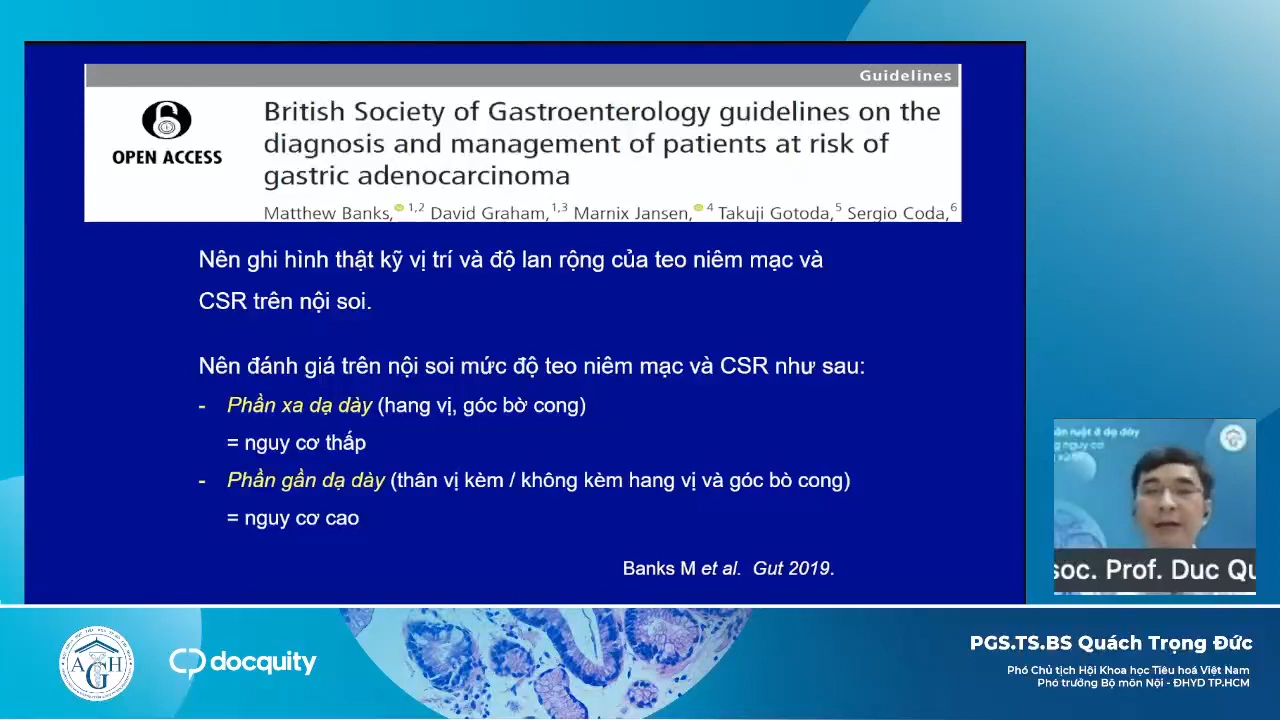 Guidelines
OPEN ACCESS
British Society of Gastroenterology guidelines on the
diagnosis and management of patients at risk of
gastric adenocarcinoma
Matthew Banks, 1,2 David Graham, 1,3 Marnix Jansen, 4 Takuji Gotoda, 5 Sergio Coda, 6
Nên ghi hình thật kỹ vị trí và độ lan rộng của teo niêm mạc và
CSR trên nội soi.
Nên đánh giá trên nội soi mức độ teo niêm mạc và CSR như sau:
- Phần xa dạ dày (hang vị, góc bờ cong)
= nguy cơ thấp
- Phần gần dạ dày (thân vị kèm / không kèm hang vị và góc bò cong)
= nguy cơ cao
Banks M et al. Gut 2019.
ruột ở dạ dày
nguy cơ
soc. Prof. Duc Qu
AGH
docquity
PGS.TS.BS Quách Trọng Đức
Phó Chủ tịch Hội Khoa học Tiêu hoá Việt Nam
Phó trưởng Bộ môn Nội - ĐHYD TP.HCM